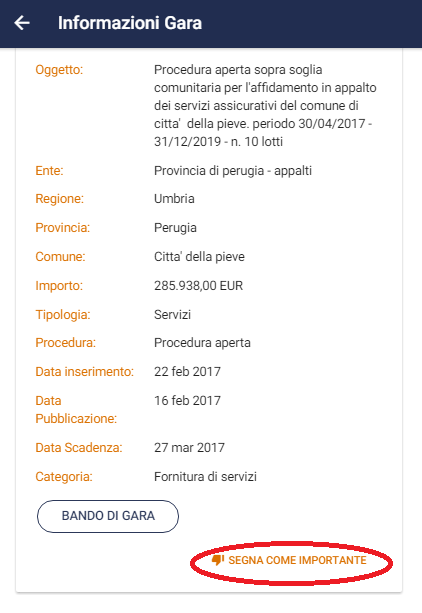 Informazioni Gara
Oggetto: Procedura aperta sopra soglia
comunitaria per l'affidamento in appalto
dei servizi assicurativi del comune di
citta' della pieve. periodo 30/04/2017 -
31/12/2019 - n. 10 lotti
Ente: Provincia di perugia - appalti
Regione: Umbria
Provincia: Perugia
Comune: Citta' della pieve
Importo: 285.938,00 EUR
Tipologia: Servizi
Procedura: Procedura aperta
Data inserimento: 22 feb 2017
Data 16 feb 2017
Pubblicazione:
Data Scadenza: 27 mar 2017
Categoria: Fornitura di servizi
BANDO DI GARA
SEGNA COME IMPORTANTE